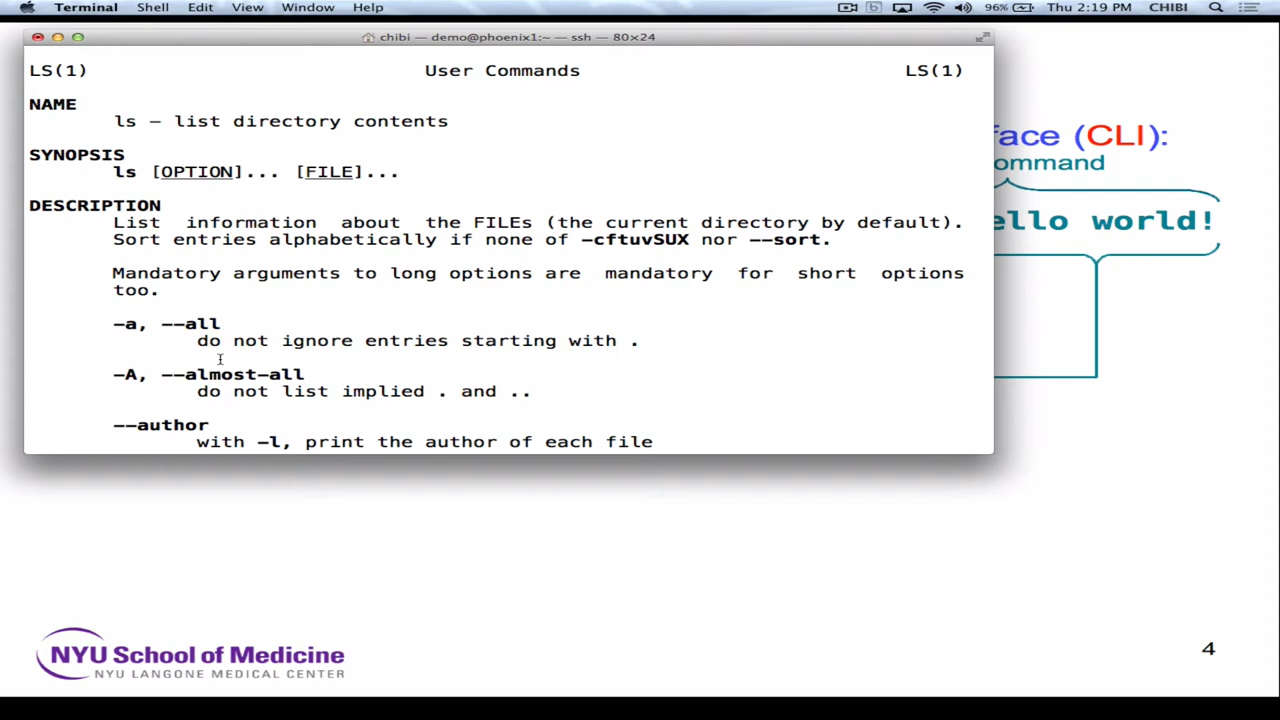 Terminal Shell Edit View Window Help 96% Thu 2:19 PM CHIBI
chibi — demo@phoenix1:~ — ssh — 80×24
LS(1) User Commands LS(1)
NAME
ls – list directory contents
SYNOPSIS
ls [OPTION]... [FILE]...
DESCRIPTION
List information about the FILEs (the current directory by default).
Sort entries alphabetically if none of -cftuvSUX nor --sort.
Mandatory arguments to long options are mandatory for short options
too.
-a, --all
do not ignore entries starting with .
-A, --almost-all
do not list implied . and ..
--author
with -l, print the author of each file
face (CLI):
ommand
ello world!
NYU School of Medicine
NYU LANGONE MEDICAL CENTER
4